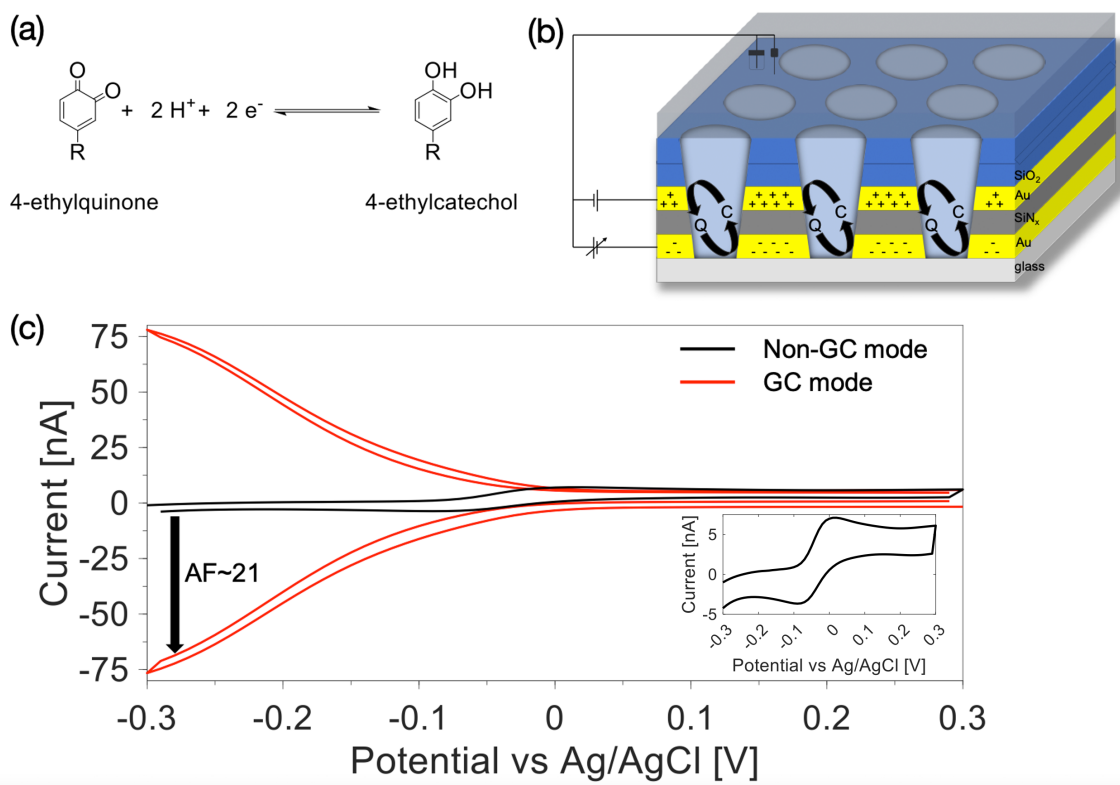 (a)
O
O
+ 2 H⁺ + 2 e⁻
R
OH
OH
R
4-ethylquinone
4-ethylcatechol
(b)
SiO₂
Au
SiNₓ
Au
glass
+ + + + + + + + + +
+ + + + + + + + + +
Q C Q C Q C
- - - - - - - -
- - - - - - - - - -
(c)
Current [nA]
75
50
25
0
-25
-50
-75
Non-GC mode
GC mode
AF~21
Current [nA]
5
0
-5
-0.3 -0.2 -0.1 0 0.1 0.2 0.3
Potential vs Ag/AgCl [V]
-0.3 -0.2 -0.1 0 0.1 0.2 0.3
Potential vs Ag/AgCl [V]